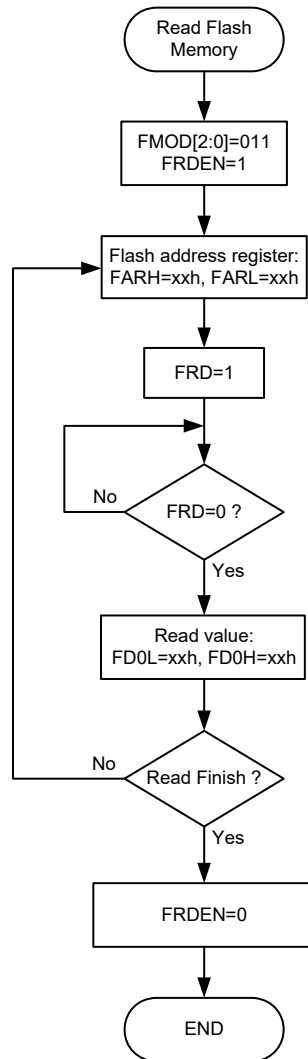 Read Flash
Memory
FMOD[2:0]=011
FRDEN=1
Flash address register:
FARH=xxh, FARL=xxh
FRD=1
No
FRD=0 ?
Yes
Read value:
FD0L=xxh, FD0H=xxh
No
Read Finish ?
Yes
FRDEN=0
END